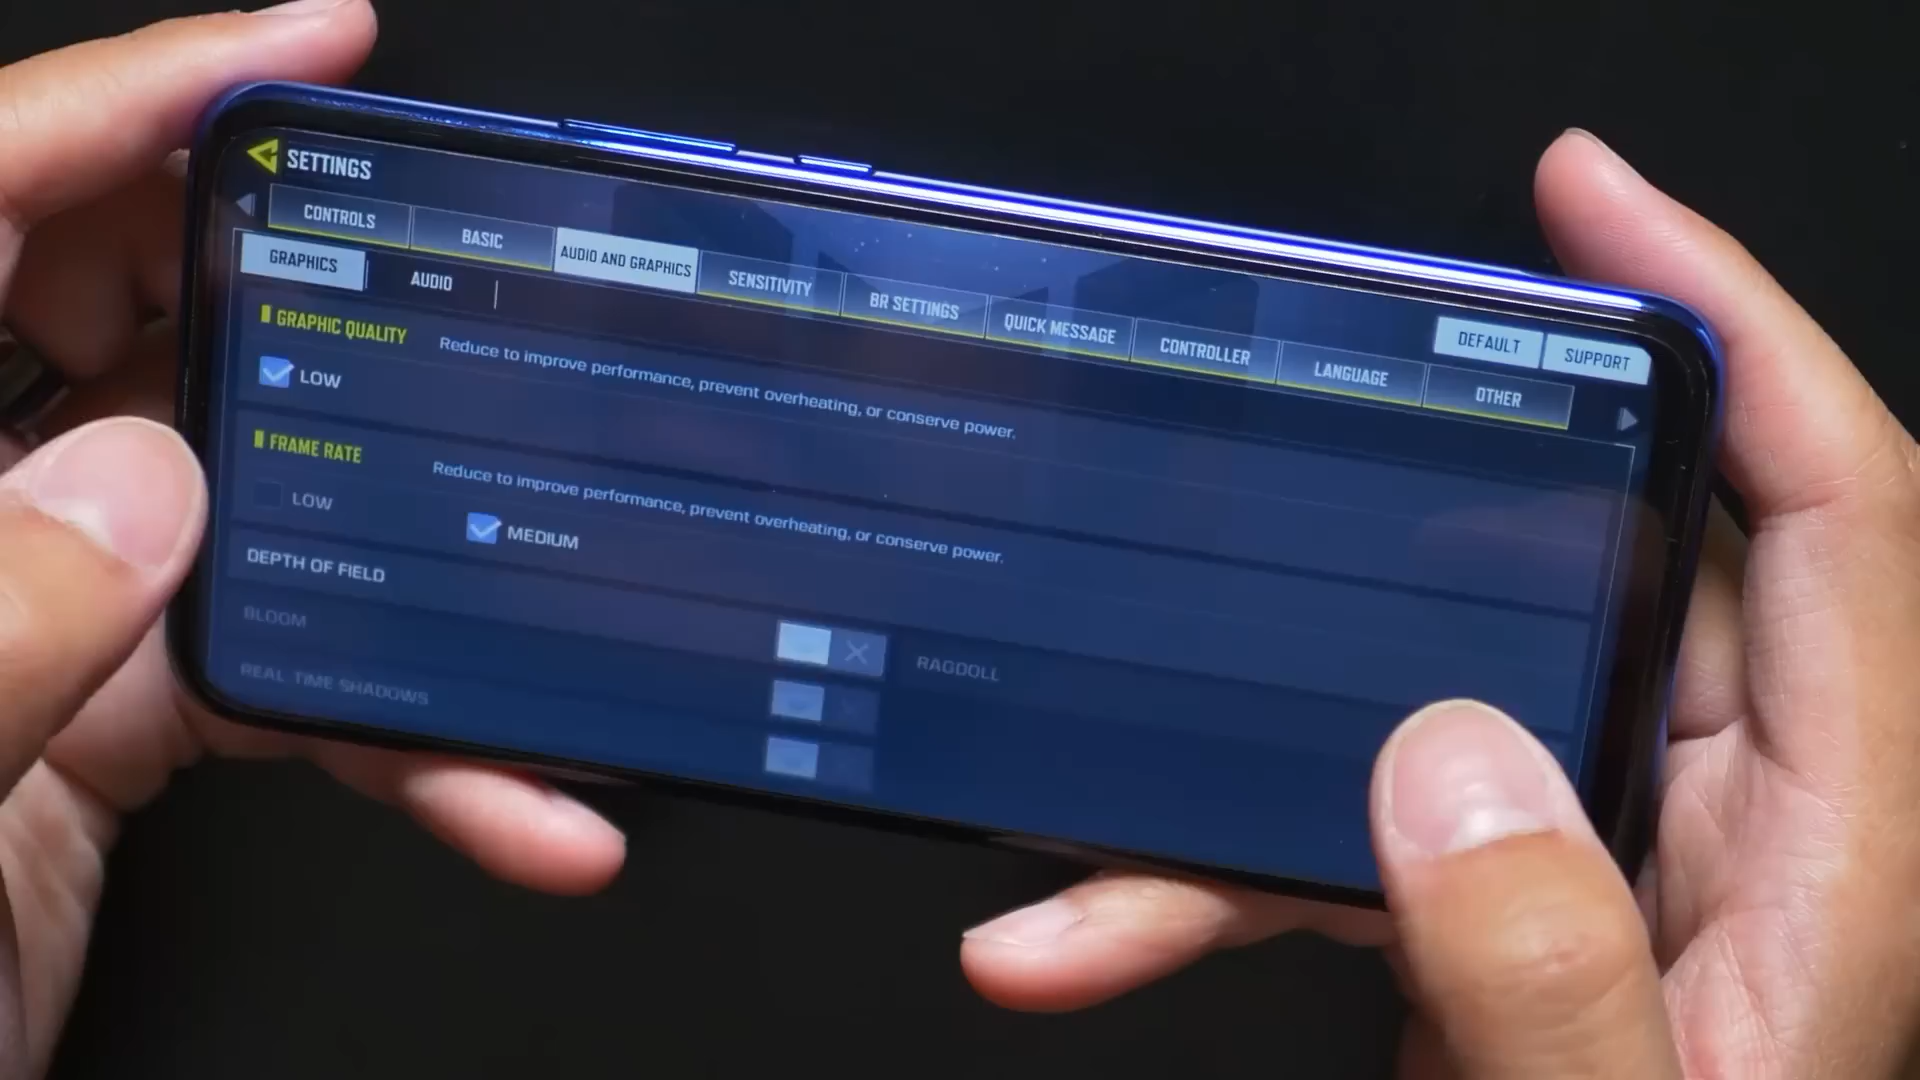 SETTINGS
CONTROLS
BASIC
AUDIO AND GRAPHICS
SENSITIVITY
BR SETTINGS
QUICK MESSAGE
CONTROLLER
LANGUAGE
OTHER
DEFAULT
SUPPORT
GRAPHICS
AUDIO
GRAPHIC QUALITY
Reduce to improve performance, prevent overheating, or conserve power.
LOW
FRAME RATE
Reduce to improve performance, prevent overheating, or conserve power.
LOW
MEDIUM
DEPTH OF FIELD
BLOOM
RAGDOLL
REAL TIME SHADOWS